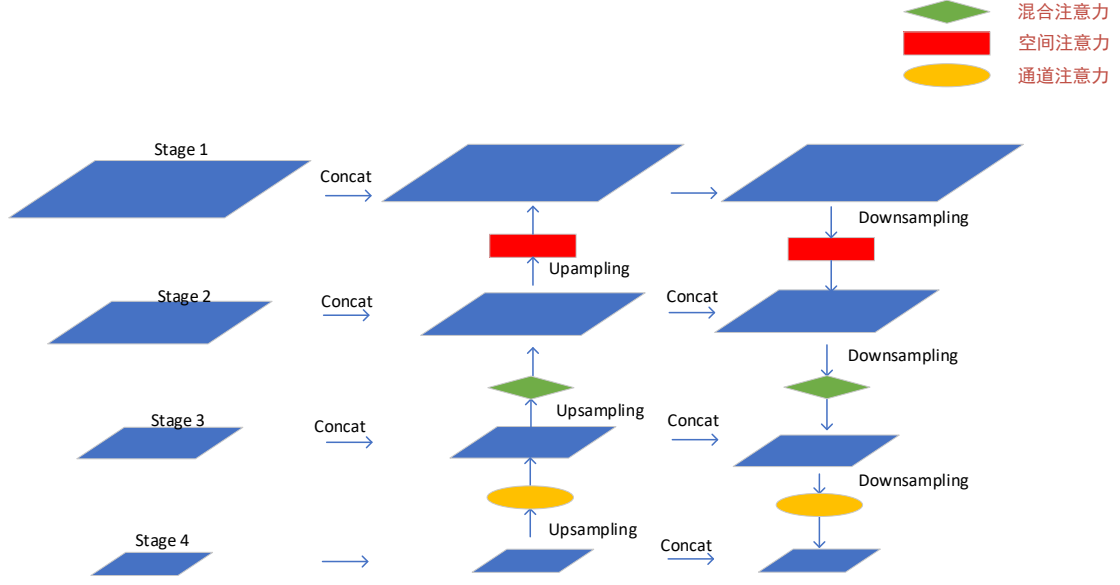 混合注意力
空间注意力
通道注意力
Stage 1
Concat
Downsampling
Upampling
Stage 2
Concat
Concat
Downsampling
Upsampling
Stage 3
Concat
Concat
Downsampling
Upsampling
Stage 4
Concat